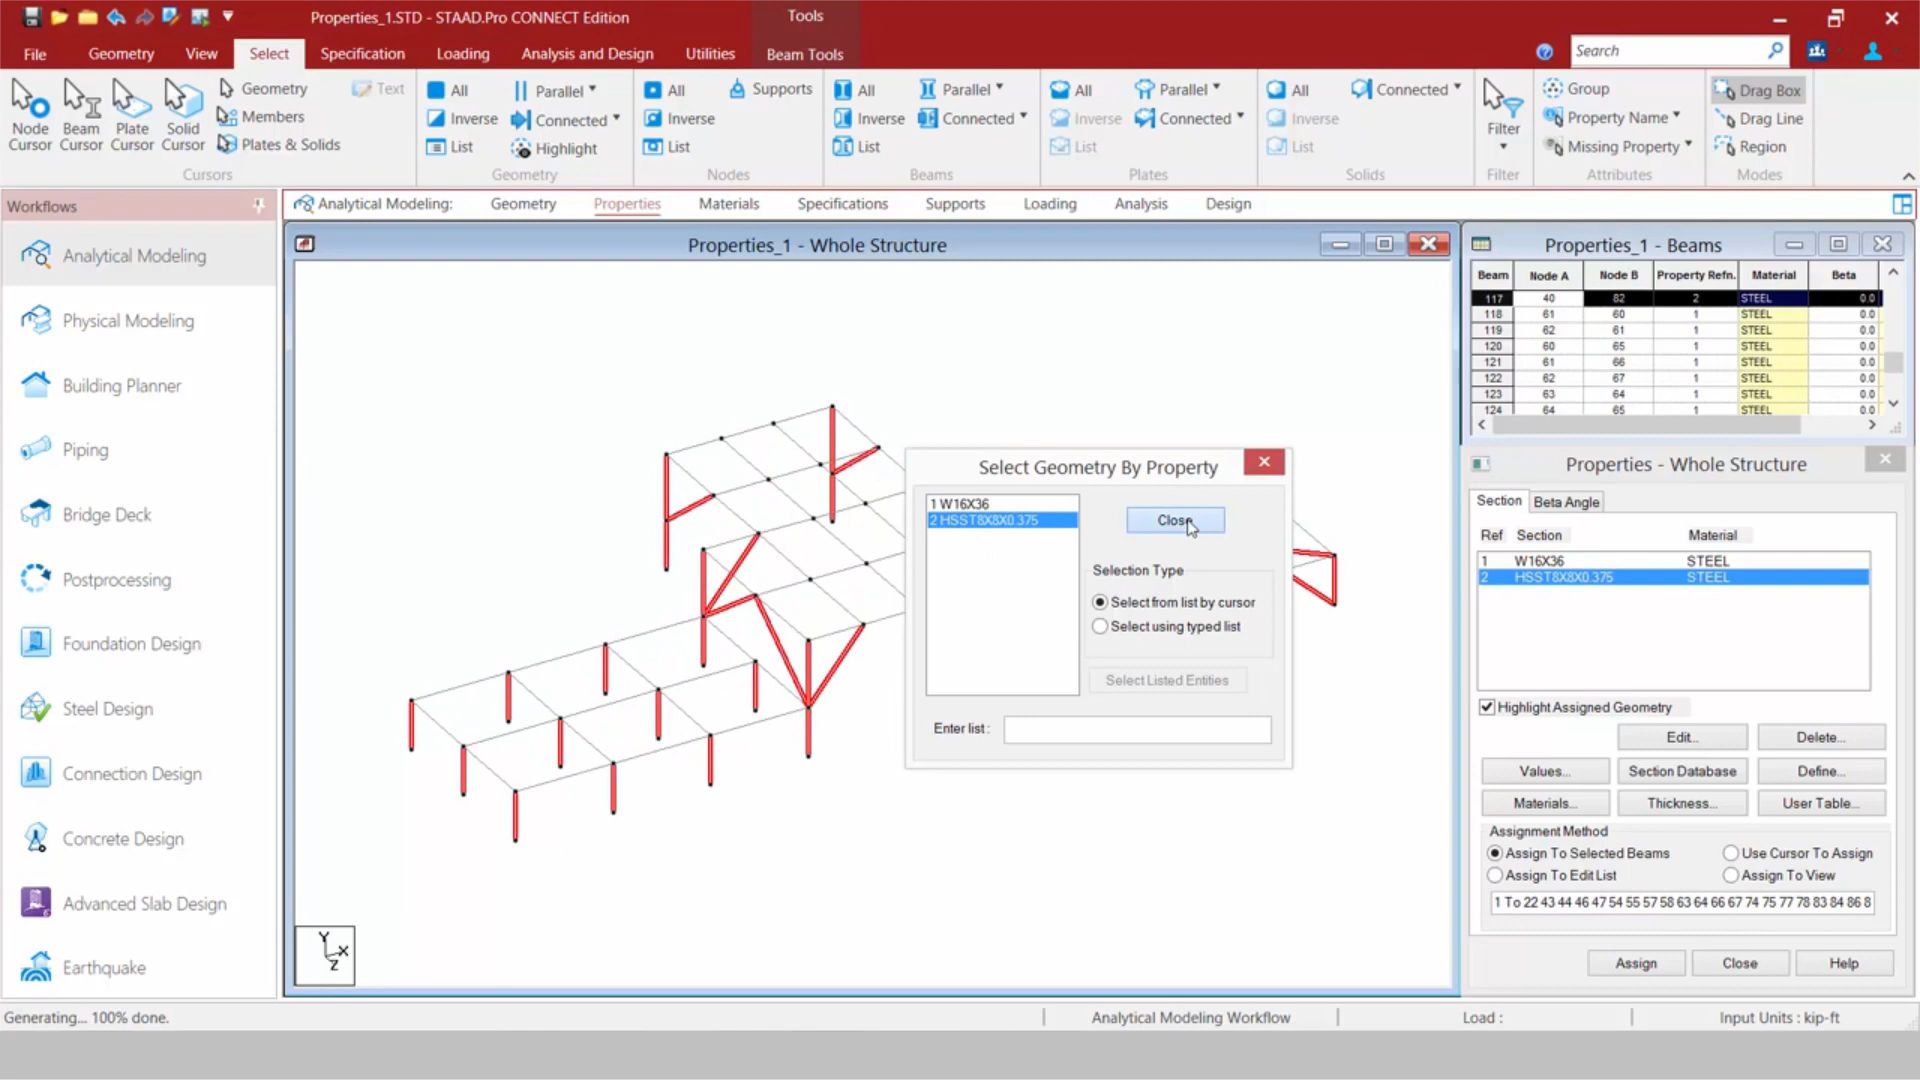 Properties_1.STD - STAAD.Pro CONNECT Edition
Tools
File
Geometry
View
Select
Specification
Loading
Analysis and Design
Utilities
Beam Tools
Search
Node Cursor
Beam Cursor
Plate Cursor
Solid Cursor
Geometry
Members
Plates & Solids
Text
Cursors
All
Inverse
List
Parallel
Connected
Highlight
Geometry
All
Inverse
List
Supports
Nodes
All
Inverse
List
Parallel
Connected
Beams
All
Inverse
List
Parallel
Connected
Plates
All
Inverse
List
Connected
Solids
Filter
Filter
Group
Property Name
Missing Property
Attributes
Drag Box
Drag Line
Region
Modes
Workflows
Analytical Modeling
Physical Modeling
Building Planner
Piping
Bridge Deck
Postprocessing
Foundation Design
Steel Design
Connection Design
Concrete Design
Advanced Slab Design
Earthquake
Analytical Modeling: Geometry Properties Materials Specifications Supports Loading Analysis Design
Properties_1 - Whole Structure
Y
X
Z
Select Geometry By Property
1 W16X36
2 HSST8X8X0.375
Close
Selection Type
Select from list by cursor
Select using typed list
Select Listed Entities
Enter list :
Properties_1 - Beams
Beam Node A Node B Property Refn. Material Beta
117 40 82 2 STEEL 0.0
118 61 60 1 STEEL 0.0
119 62 61 1 STEEL 0.0
120 60 65 1 STEEL 0.0
121 61 66 1 STEEL 0.0
122 62 67 1 STEEL 0.0
123 63 64 1 STEEL 0.0
124 64 65 1 STEEL 0.0
Properties - Whole Structure
Section Beta Angle
Ref Section Material
1 W16X36 STEEL
2 HSST8X8X0.375 STEEL
Highlight Assigned Geometry
Edit... Delete...
Values... Section Database Define...
Materials... Thickness... User Table...
Assignment Method
Assign To Selected Beams Use Cursor To Assign
Assign To Edit List Assign To View
1 To 22 43 44 46 47 54 55 57 58 63 64 66 67 74 75 77 78 83 84 86 8
Assign Close Help
Generating... 100% done.
Analytical Modeling Workflow
Load :
Input Units : kip-ft